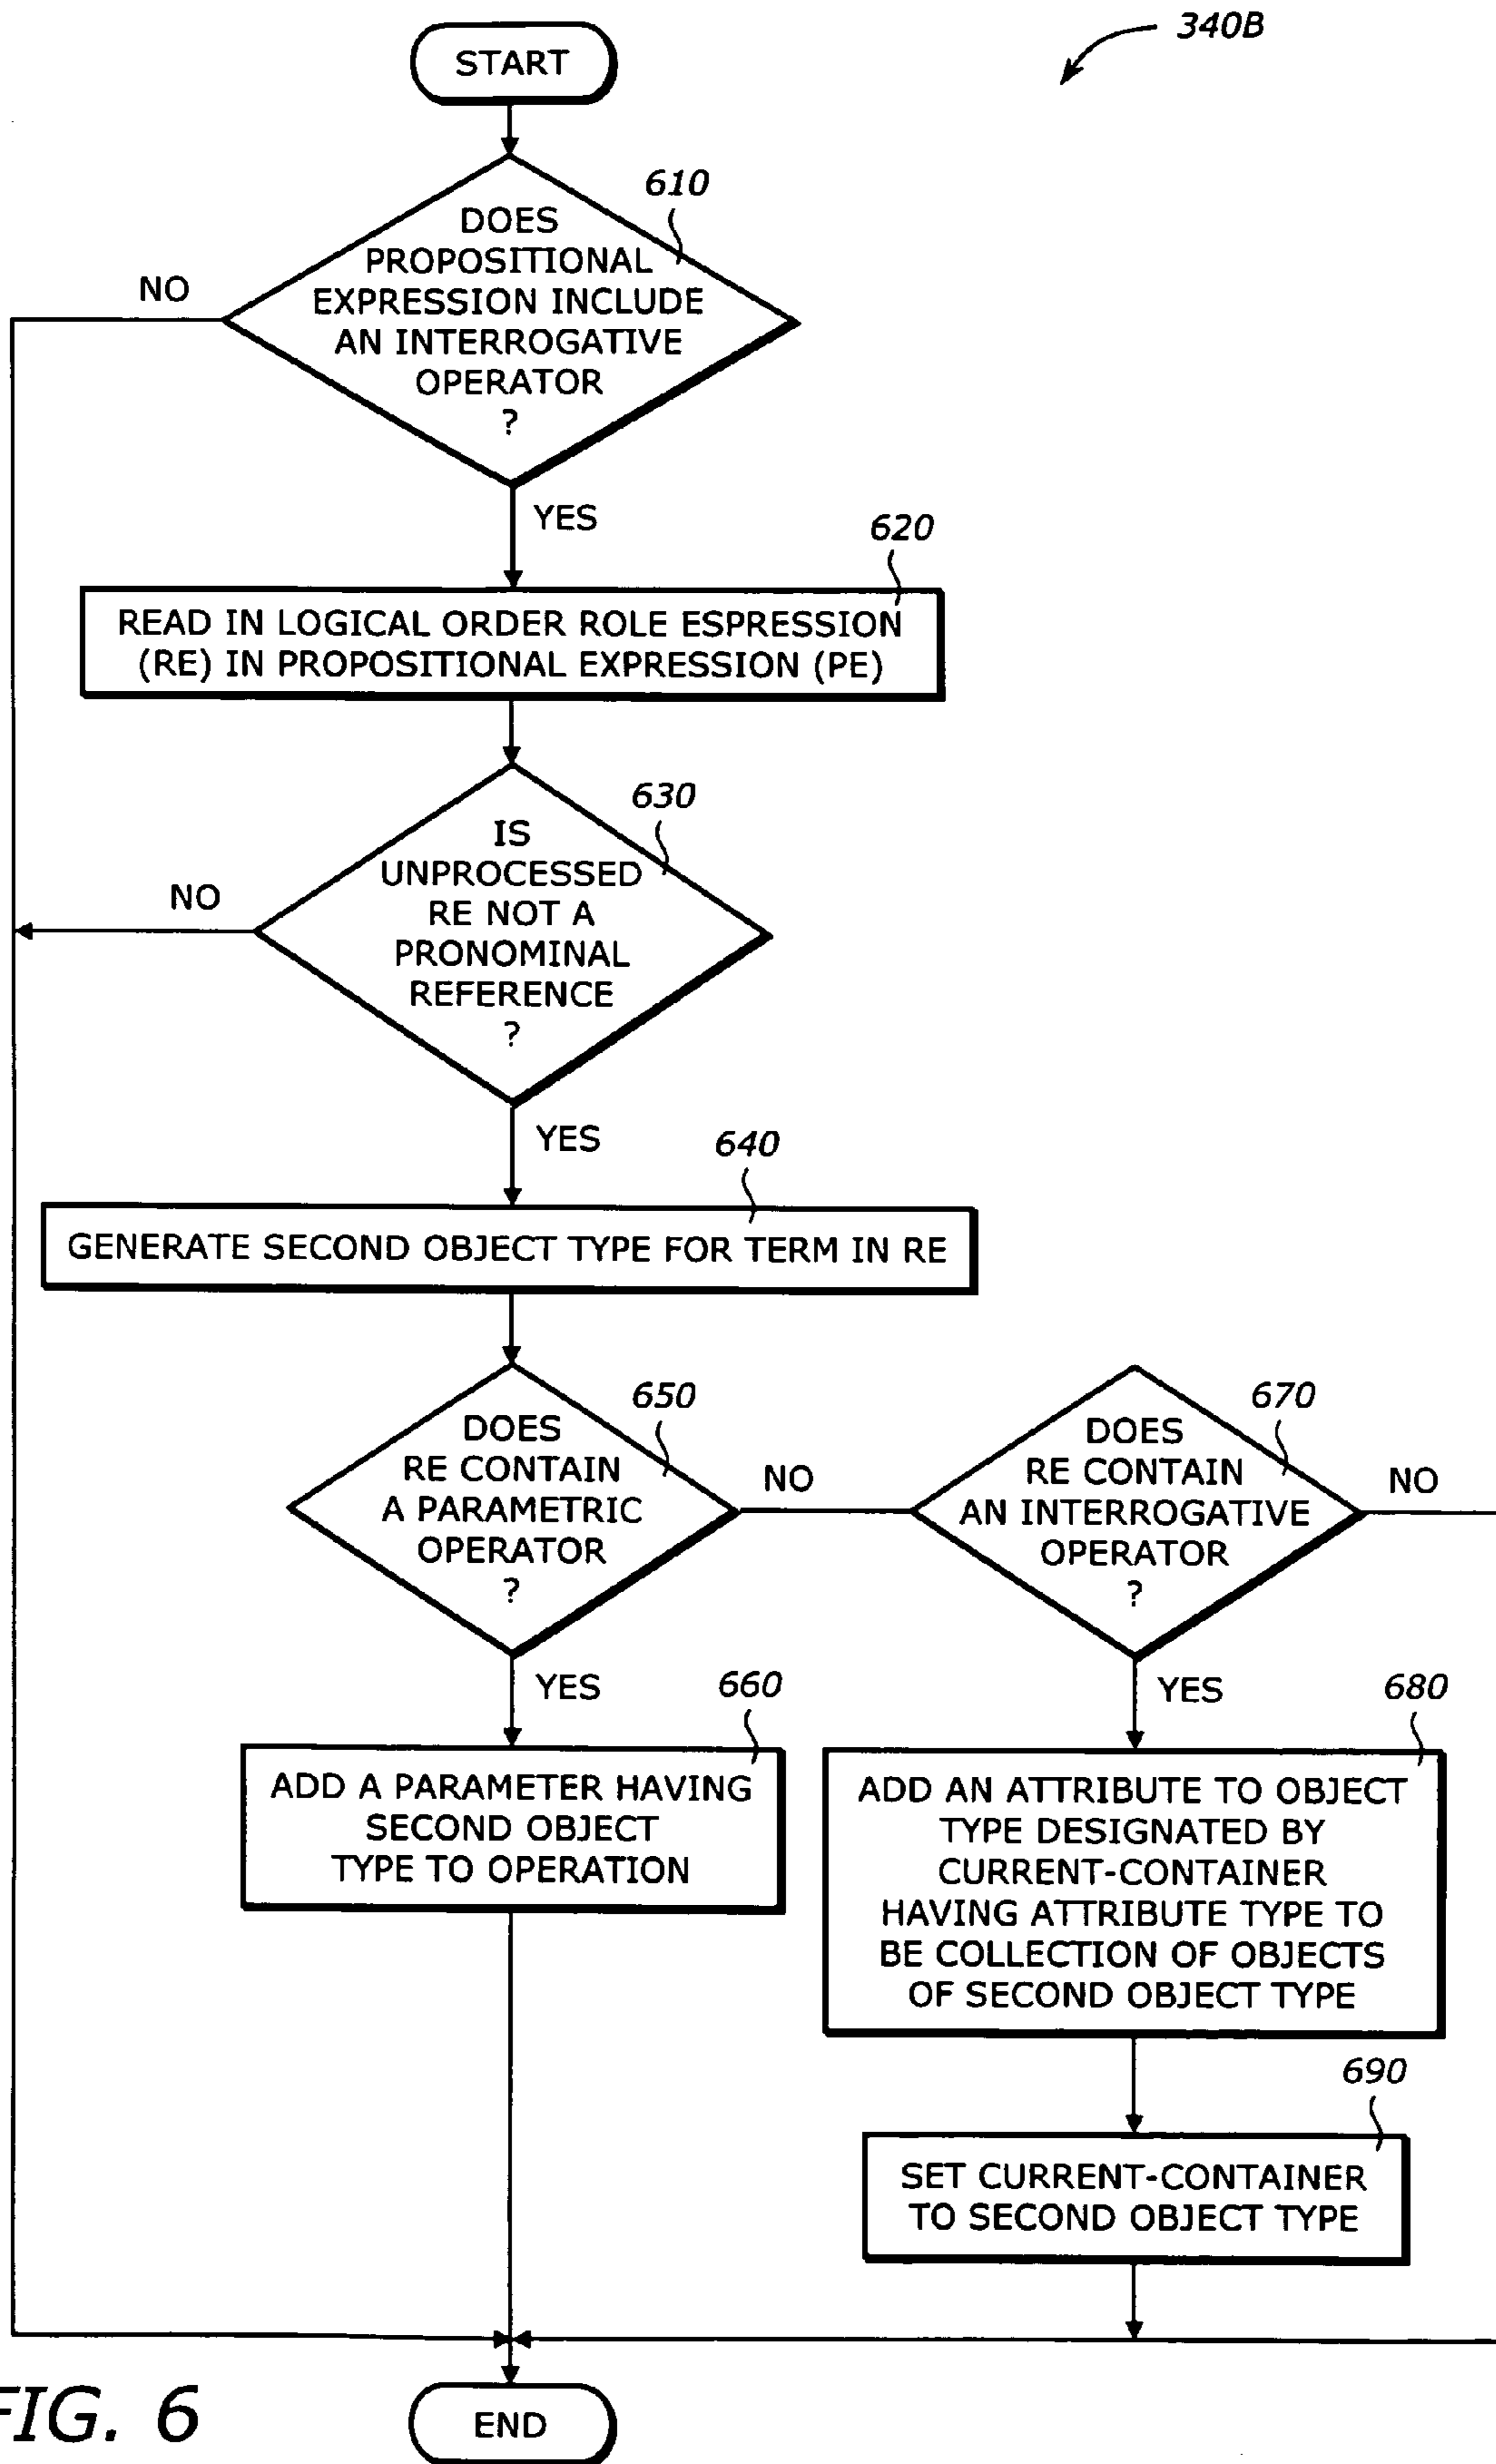 340B
START
610
DOES
PROPOSITIONAL
EXPRESSION INCLUDE
AN INTERROGATIVE
OPERATOR
?
NO
YES
620
READ IN LOGICAL ORDER ROLE ESPRESSION
(RE) IN PROPOSITIONAL EXPRESSION (PE)
630
IS
UNPROCESSED
RE NOT A
PRONOMINAL
REFERENCE
?
NO
YES
640
GENERATE SECOND OBJECT TYPE FOR TERM IN RE
650
DOES
RE CONTAIN
A PARAMETRIC
OPERATOR
?
NO
YES
670
DOES
RE CONTAIN
AN INTERROGATIVE
OPERATOR
?
NO
YES
660
ADD A PARAMETER HAVING
SECOND OBJECT
TYPE TO OPERATION
680
ADD AN ATTRIBUTE TO OBJECT
TYPE DESIGNATED BY
CURRENT-CONTAINER
HAVING ATTRIBUTE TYPE TO
BE COLLECTION OF OBJECTS
OF SECOND OBJECT TYPE
690
SET CURRENT-CONTAINER
TO SECOND OBJECT TYPE
END
FIG. 6